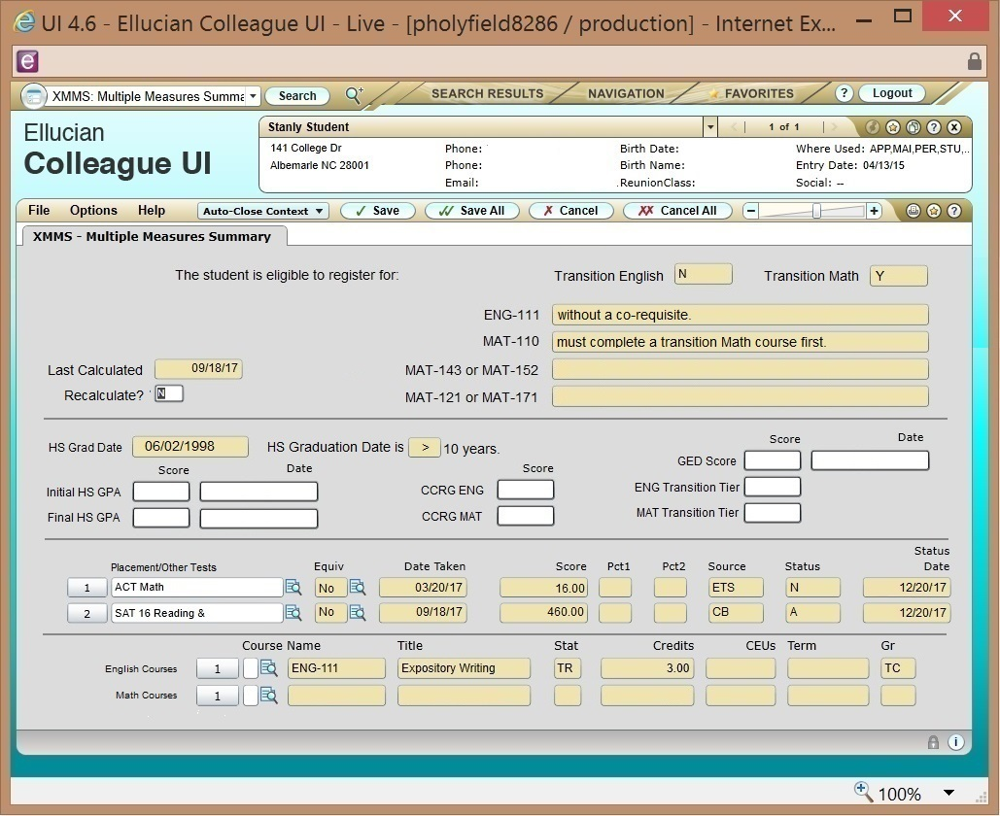 UI 4.6 - Ellucian Colleague UI - Live - [pholyfield8286 / production] - Internet Ex...
XMMS: Multiple Measures Summa Search SEARCH RESULTS NAVIGATION FAVORITES ? Logout
Ellucian
Colleague UI
Stanly Student 1 of 1
141 College Dr Phone: Birth Date: Where Used: APP,MAI,PER,STU,..
Albemarle NC 28001 Phone: Birth Name: Entry Date: 04/13/15
Email: .ReunionClass: Social: --
File Options Help Auto-Close Context Save Save All Cancel Cancel All
XMMS - Multiple Measures Summary
The student is eligible to register for: Transition English N Transition Math Y
ENG-111 without a co-requisite.
MAT-110 must complete a transition Math course first.
Last Calculated 09/18/17 MAT-143 or MAT-152
Recalculate? N MAT-121 or MAT-171
HS Grad Date 06/02/1998 HS Graduation Date is > 10 years.
Score Date
GED Score
Score Date Score
Initial HS GPA CCRG ENG ENG Transition Tier
Final HS GPA CCRG MAT MAT Transition Tier
Placement/Other Tests Equiv Date Taken Score Pct1 Pct2 Source Status Status Date
1 ACT Math No 03/20/17 16.00 ETS N 12/20/17
2 SAT 16 Reading & No 09/18/17 460.00 CB A 12/20/17
Course Name Title Stat Credits CEUs Term Gr
English Courses 1 ENG-111 Expository Writing TR 3.00 TC
Math Courses 1
100%